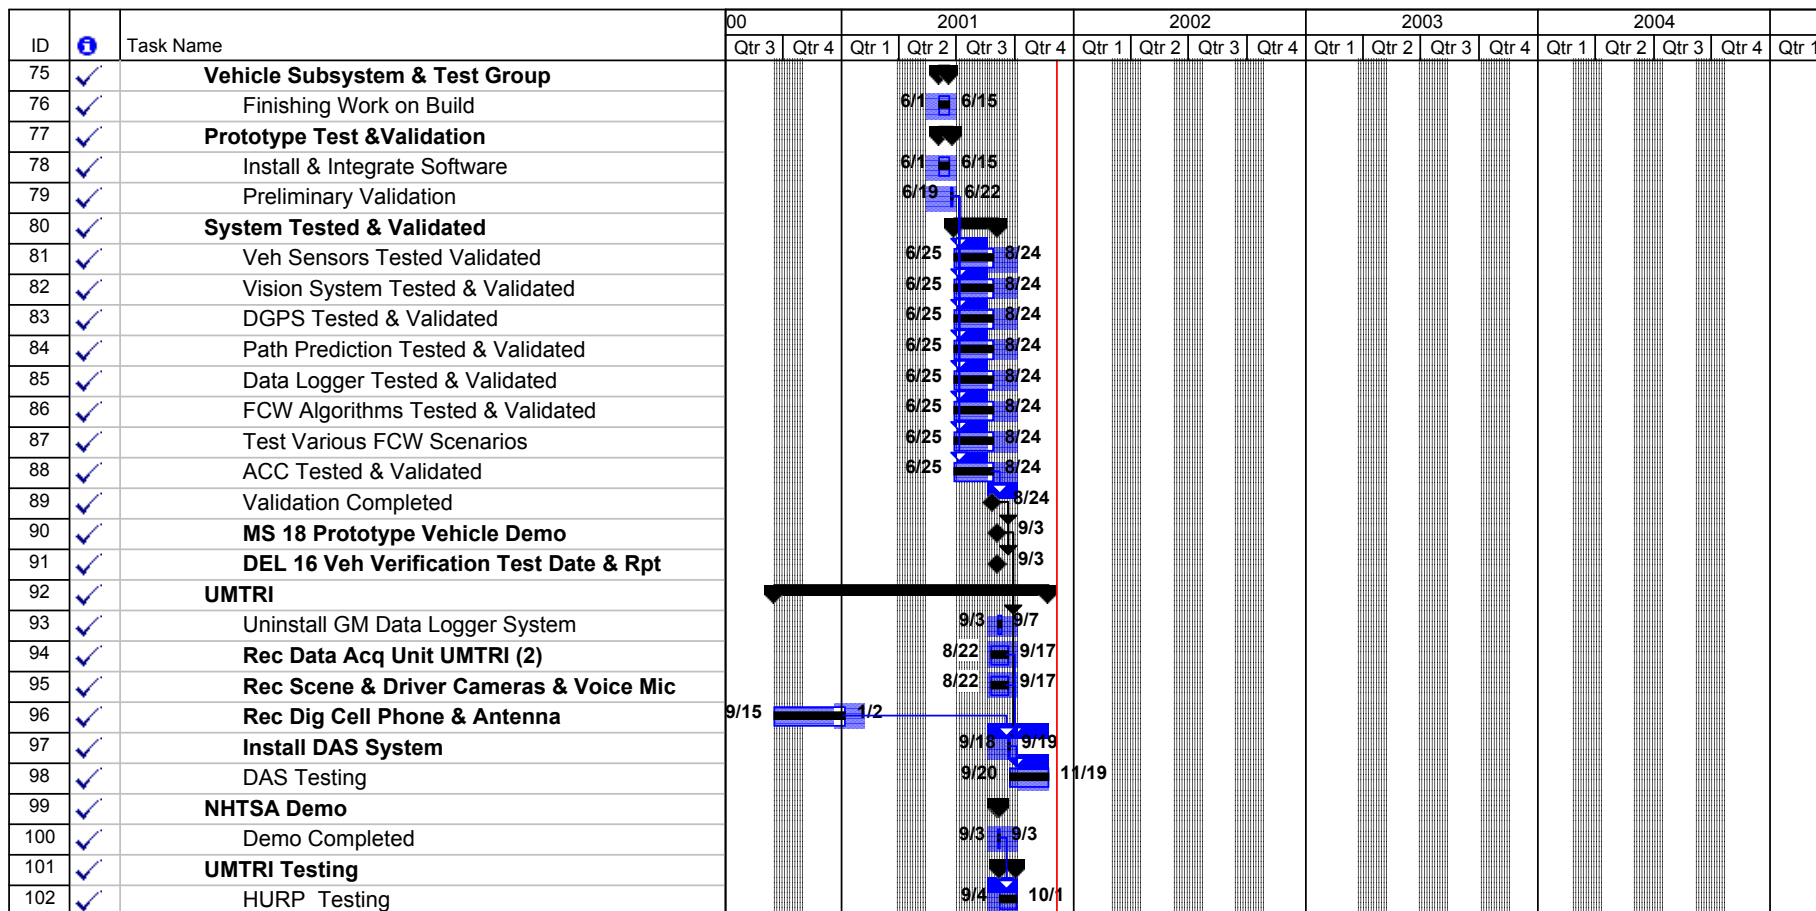 00 2001 2002 2003 2004
ID Task Name Qtr 3 Qtr 4 Qtr 1 Qtr 2 Qtr 3 Qtr 4 Qtr 1 Qtr 2 Qtr 3 Qtr 4 Qtr 1 Qtr 2 Qtr 3 Qtr 4 Qtr 1 Qtr 2 Qtr 3 Qtr 4 Qtr 1
75 Vehicle Subsystem & Test Group
76 Finishing Work on Build 6/1 6/15
77 Prototype Test &Validation
78 Install & Integrate Software 6/1 6/15
79 Preliminary Validation 6/19 6/22
80 System Tested & Validated
81 Veh Sensors Tested Validated 6/25 8/24
82 Vision System Tested & Validated 6/25 8/24
83 DGPS Tested & Validated 6/25 8/24
84 Path Prediction Tested & Validated 6/25 8/24
85 Data Logger Tested & Validated 6/25 8/24
86 FCW Algorithms Tested & Validated 6/25 8/24
87 Test Various FCW Scenarios 6/25 8/24
88 ACC Tested & Validated 6/25 8/24
89 Validation Completed 8/24
90 MS 18 Prototype Vehicle Demo 9/3
91 DEL 16 Veh Verification Test Date & Rpt 9/3
92 UMTRI
93 Uninstall GM Data Logger System 9/3 9/7
94 Rec Data Acq Unit UMTRI (2) 8/22 9/17
95 Rec Scene & Driver Cameras & Voice Mic 8/22 9/17
96 Rec Dig Cell Phone & Antenna 9/15 1/2
97 Install DAS System 9/18 9/19
98 DAS Testing 9/20 11/19
99 NHTSA Demo
100 Demo Completed 9/3 9/3
101 UMTRI Testing
102 HURP Testing 9/4 10/1